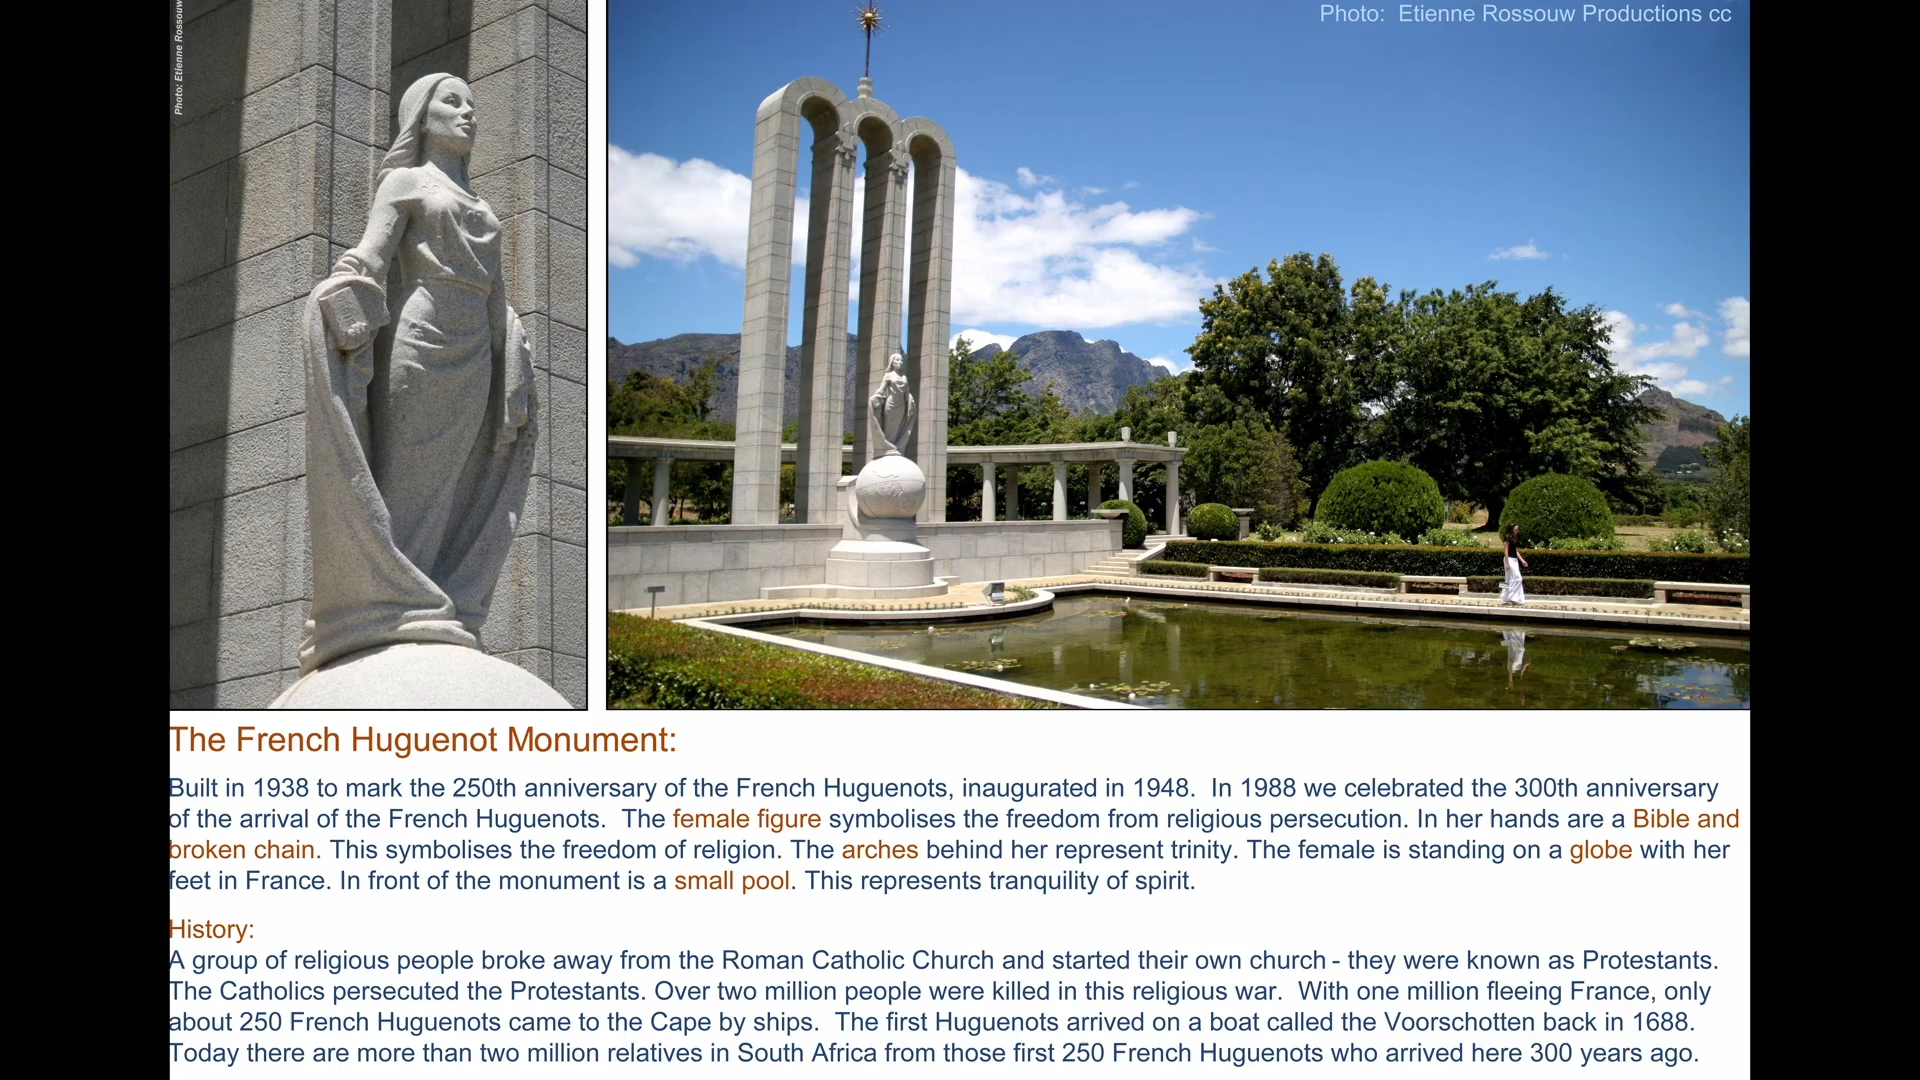 Photo: Etienne Rossouw
Photo:  Etienne Rossouw Productions cc
The French Huguenot Monument:
Built in 1938 to mark the 250th anniversary of the French Huguenots, inaugurated in 1948.  In 1988 we celebrated the 300th anniversary
of the arrival of the French Huguenots.  The female figure symbolises the freedom from religious persecution. In her hands are a Bible and
broken chain. This symbolises the freedom of religion. The arches behind her represent trinity. The female is standing on a globe with her
feet in France. In front of the monument is a small pool. This represents tranquility of spirit.
History:
A group of religious people broke away from the Roman Catholic Church and started their own church - they were known as Protestants.
The Catholics persecuted the Protestants. Over two million people were killed in this religious war.  With one million fleeing France, only
about 250 French Huguenots came to the Cape by ships.  The first Huguenots arrived on a boat called the Voorschotten back in 1688.
Today there are more than two million relatives in South Africa from those first 250 French Huguenots who arrived here 300 years ago.